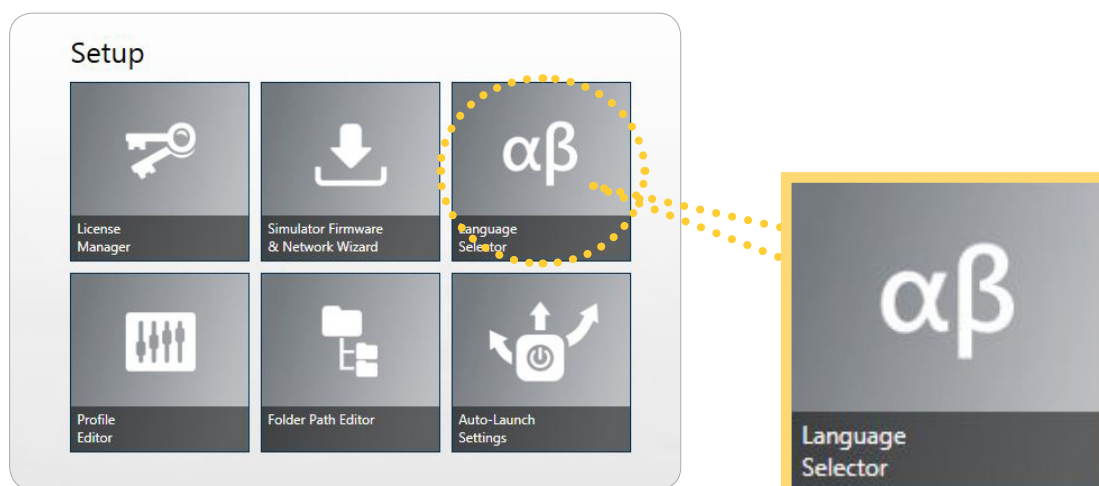 Setup
αβ
License
Manager
Simulator Firmware
& Network Wizard
Language
Selector
Profile
Editor
Folder Path Editor
Auto-Launch
Settings
αβ
Language
Selector